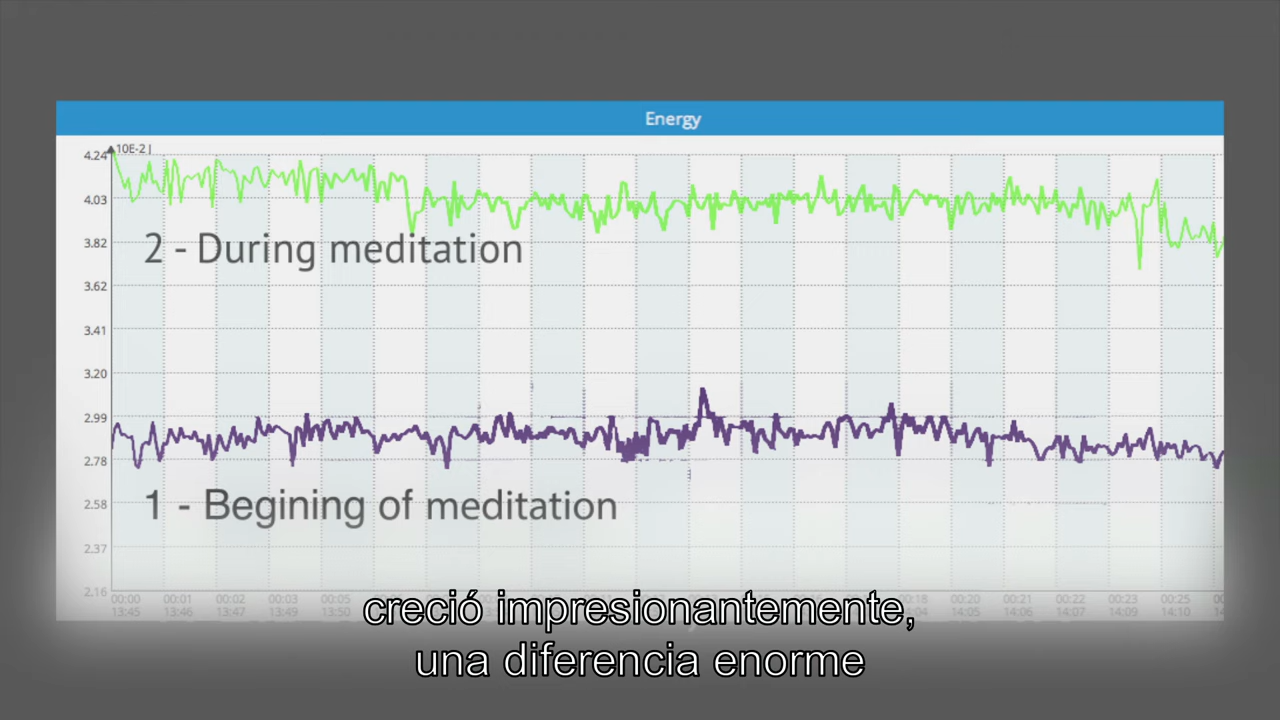 Energy
10E-2 J
4.24
4.03
3.82
2 - During meditation
3.62
3.41
3.20
2.99
2.78
2.58
1 - Begining of meditation
2.37
2.16
00:00 00:01 00:02 00:03 00:05 00:20 00:21 00:22 00:23 00:25
13:45 13:46 13:47 13:49 13:50 14:05 14:06 14:07 14:09 14:10
creció impresionantemente,
una diferencia enorme